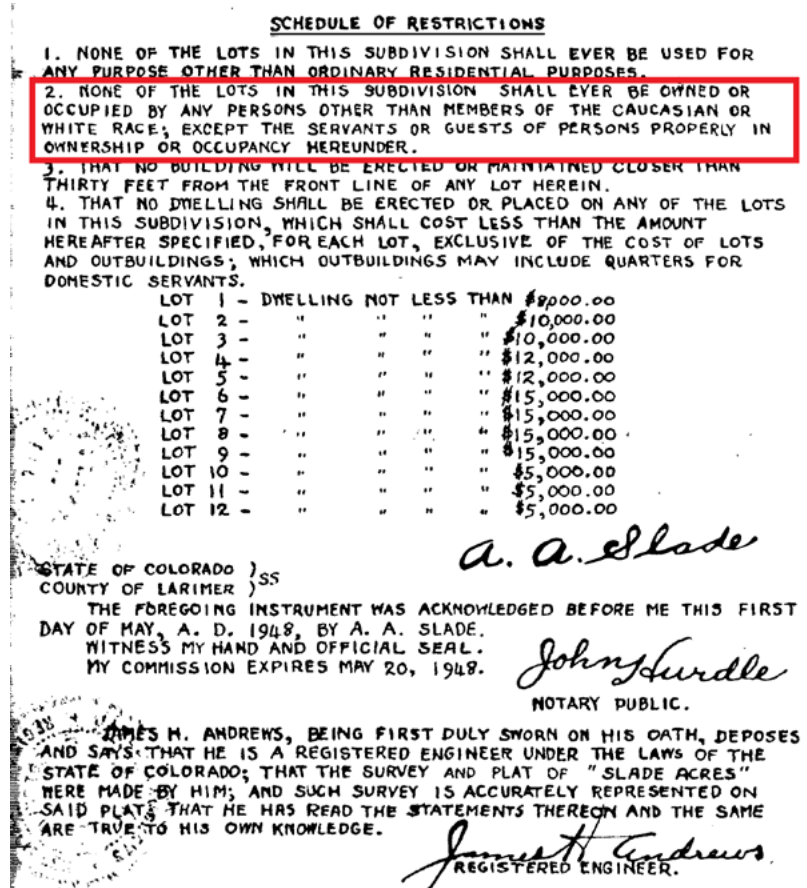 SCHEDULE OF RESTRICTIONS
1. NONE OF THE LOTS IN THIS SUBDIVISION SHALL EVER BE USED FOR
ANY PURPOSE OTHER THAN ORDINARY RESIDENTIAL PURPOSES.
2. NONE OF THE LOTS IN THIS SUBDIVISION SHALL EVER BE OWNED OR
OCCUPIED BY ANY PERSONS OTHER THAN MEMBERS OF THE CAUCASIAN OR
WHITE RACE; EXCEPT THE SERVANTS OR GUESTS OF PERSONS PROPERLY IN
OWNERSHIP OR OCCUPANCY HEREUNDER.
3. THAT NO BUILDING WILL BE ERECTED OR MAINTAINED CLOSER THAN
THIRTY FEET FROM THE FRONT LINE OF ANY LOT HEREIN.
4. THAT NO DWELLING SHALL BE ERECTED OR PLACED ON ANY OF THE LOTS
IN THIS SUBDIVISION, WHICH SHALL COST LESS THAN THE AMOUNT
HEREAFTER SPECIFIED, FOR EACH LOT, EXCLUSIVE OF THE COST OF LOTS
AND OUTBUILDINGS; WHICH OUTBUILDINGS MAY INCLUDE QUARTERS FOR
DOMESTIC SERVANTS.
LOT 1 - DWELLING NOT LESS THAN $8,000.00
LOT 2 - " " " " $10,000.00
LOT 3 - " " " " $10,000.00
LOT 4 - " " " " $12,000.00
LOT 5 - " " " " $12,000.00
LOT 6 - " " " " $15,000.00
LOT 7 - " " " " $15,000.00
LOT 8 - " " " " $15,000.00
LOT 9 - " " " " $15,000.00
LOT 10 - " " " " $5,000.00
LOT 11 - " " " " $5,000.00
LOT 12 - " " " " $5,000.00
A. A. Slade
STATE OF COLORADO )
COUNTY OF LARIMER ) SS
THE FOREGOING INSTRUMENT WAS ACKNOWLEDGED BEFORE ME THIS FIRST
DAY OF MAY, A. D. 1948, BY A. A. SLADE.
WITNESS MY HAND AND OFFICIAL SEAL.
MY COMMISSION EXPIRES MAY 20, 1948.
John Hurdle
NOTARY PUBLIC.
JAMES H. ANDREWS, BEING FIRST DULY SWORN ON HIS OATH, DEPOSES
AND SAYS THAT HE IS A REGISTERED ENGINEER UNDER THE LAWS OF THE
STATE OF COLORADO; THAT THE SURVEY AND PLAT OF "SLADE ACRES"
WERE MADE BY HIM; AND SUCH SURVEY IS ACCURATELY REPRESENTED ON
SAID PLAT; THAT HE HAS READ THE STATEMENTS THEREON AND THE SAME
ARE TRUE TO HIS OWN KNOWLEDGE.
James H. Andrews
REGISTERED ENGINEER.